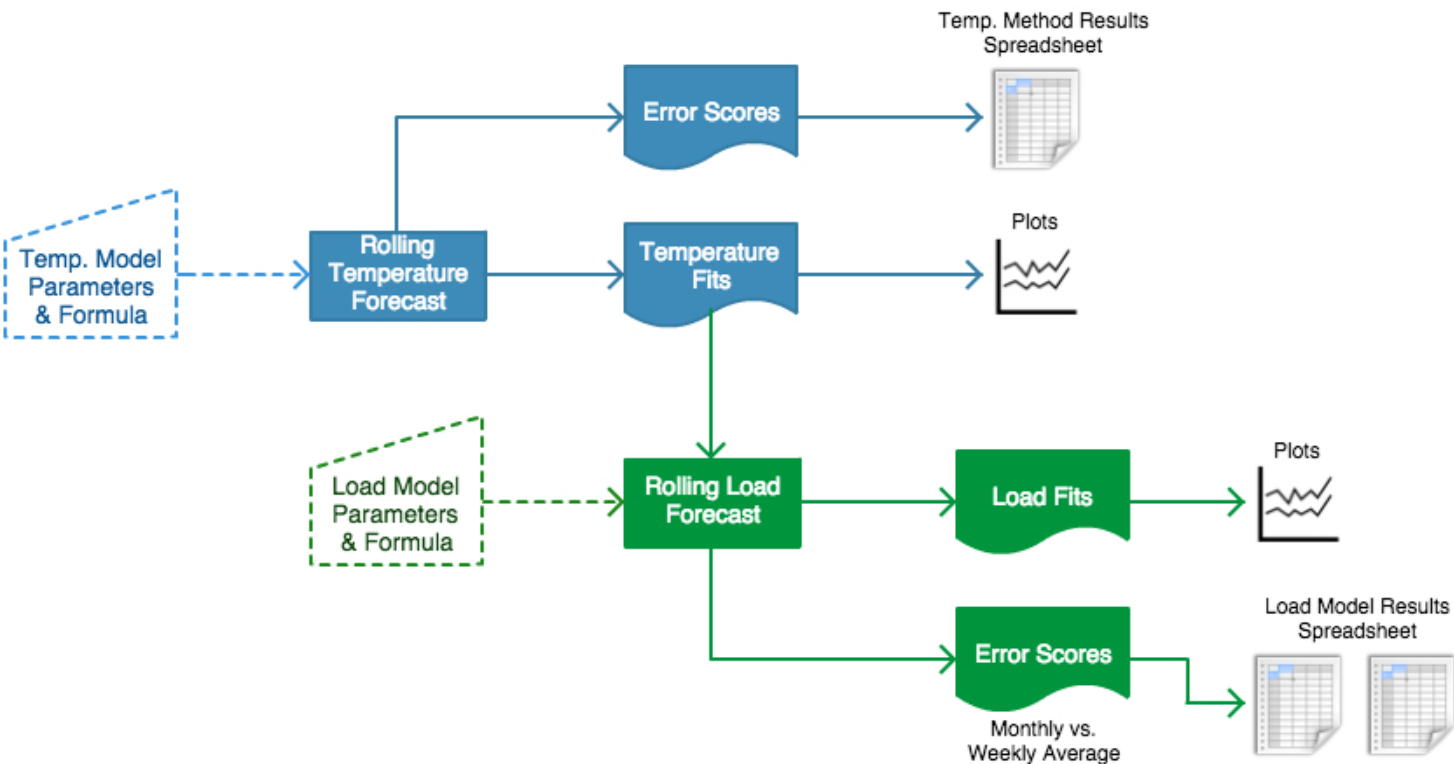 Temp. Method Results
Spreadsheet
Error Scores
Temp. Model
Parameters
& Formula
Rolling
Temperature
Forecast
Temperature
Fits
Plots
Load Model
Parameters
& Formula
Rolling Load
Forecast
Load Fits
Plots
Error Scores
Monthly vs.
Weekly Average
Load Model Results
Spreadsheet